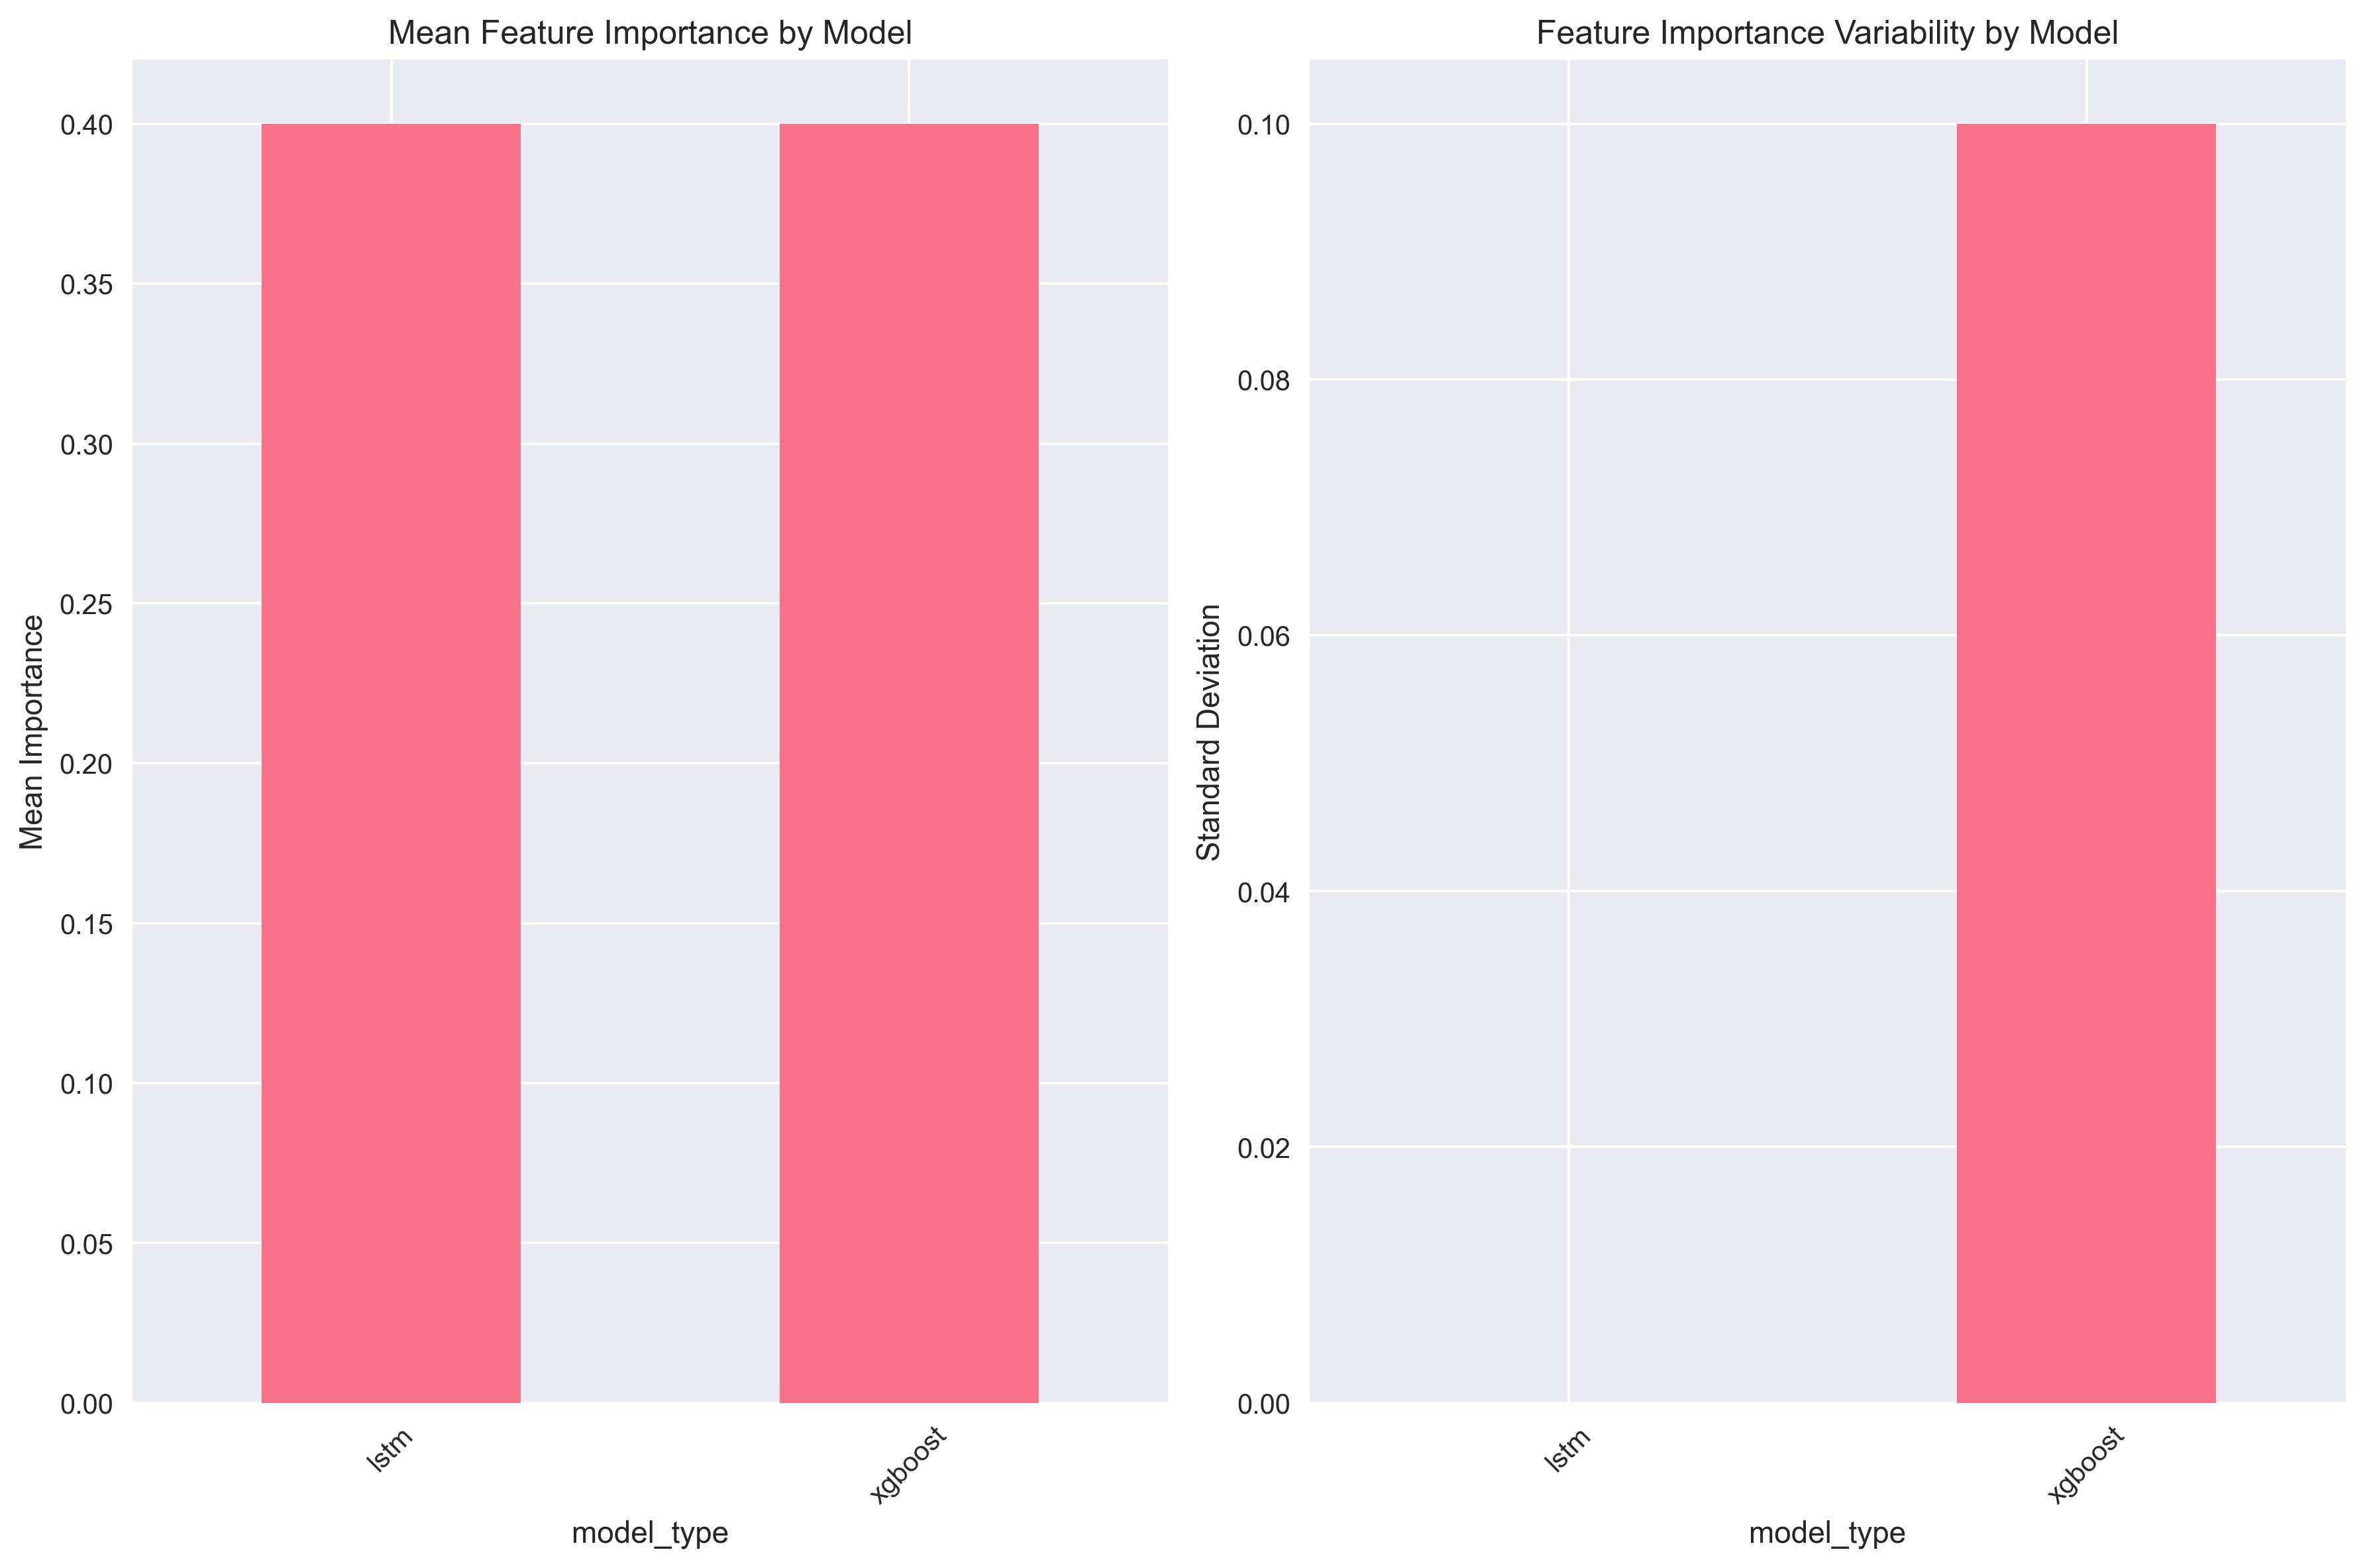 Mean Feature Importance by Model
0.40
0.35
0.30
0.25
0.20
0.15
0.10
0.05
0.00
Mean Importance
lstm
xgboost
model_type
Feature Importance Variability by Model
0.10
0.08
0.06
0.04
0.02
0.00
Standard Deviation
lstm
xgboost
model_type